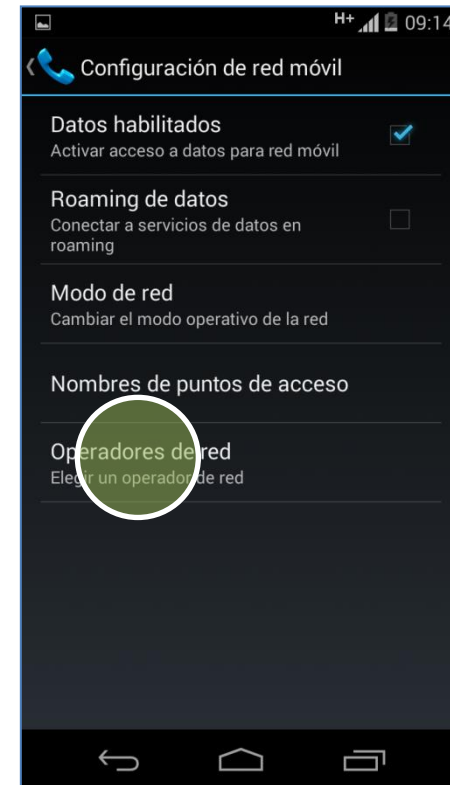 H+ 09:14
Configuración de red móvil
Datos habilitados
Activar acceso a datos para red móvil
Roaming de datos
Conectar a servicios de datos en
roaming
Modo de red
Cambiar el modo operativo de la red
Nombres de puntos de acceso
Operadores de red
Elegir un operador de red